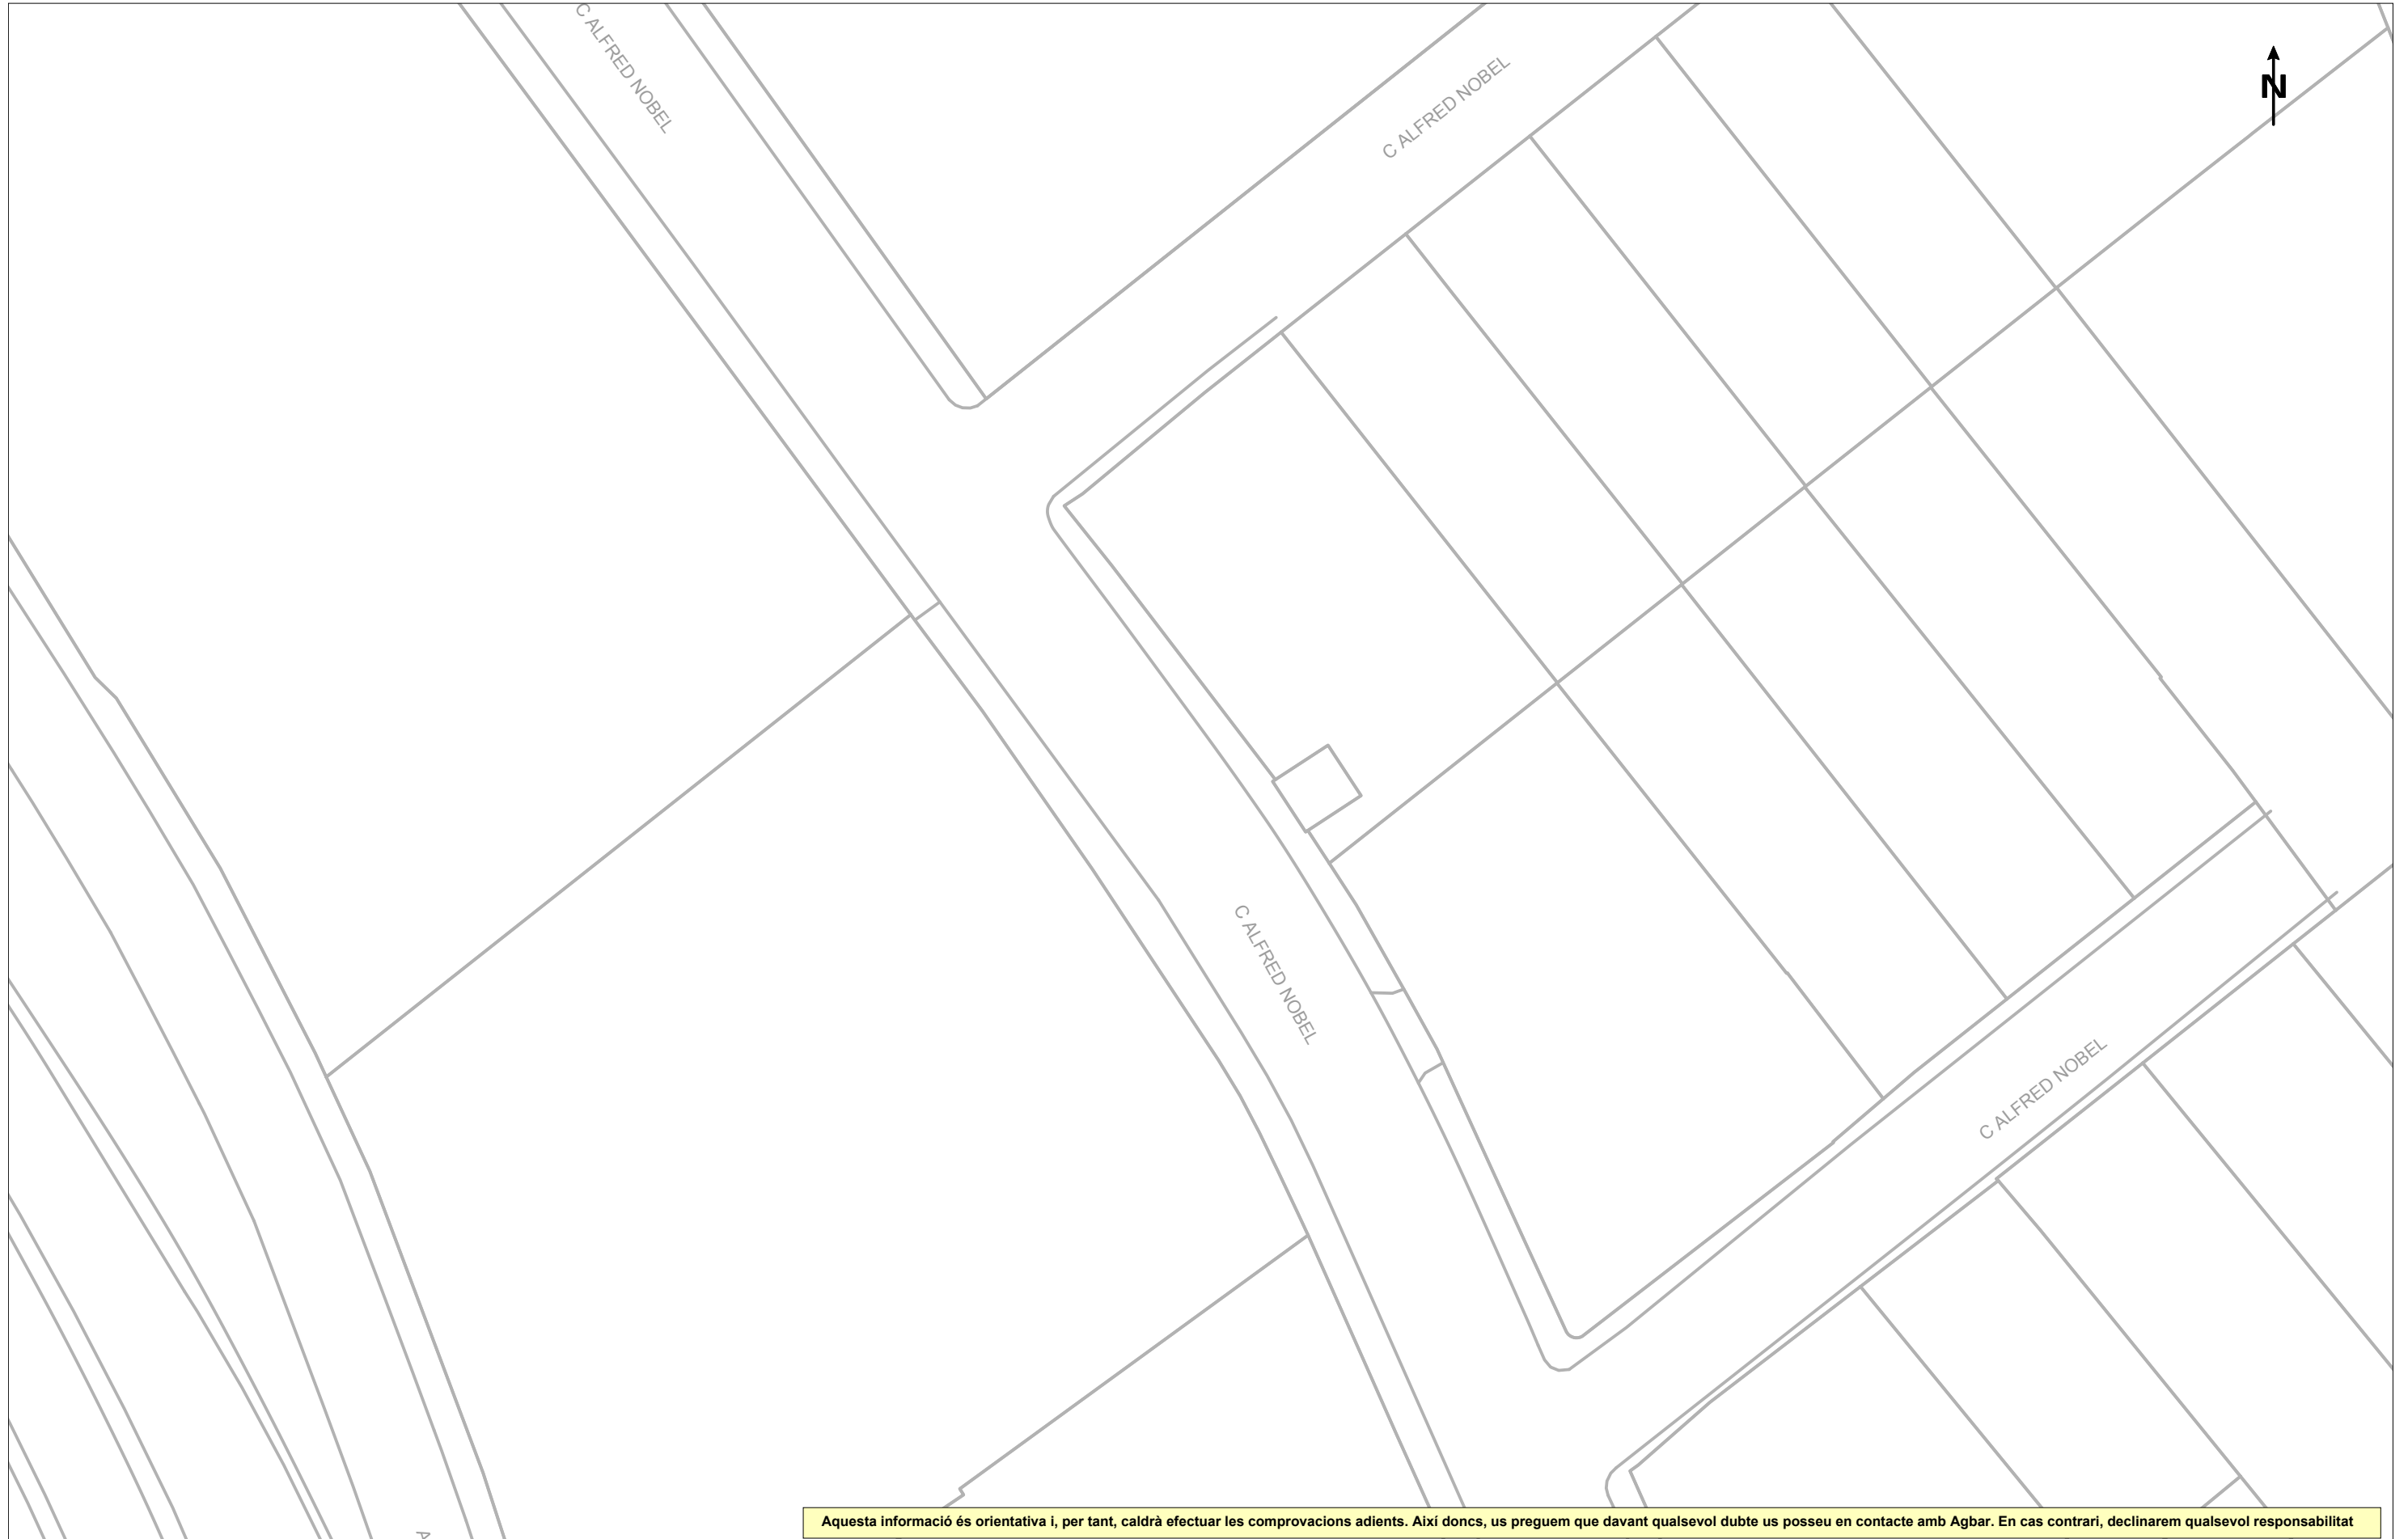 C ALFRED NOBEL
C ALFRED NOBEL
N
C ALFRED NOBEL
C ALFRED NOBEL
A
Aquesta informació és orientativa i, per tant, caldrà efectuar les comprovacions adients. Així doncs, us preguem que davant qualsevol dubte us posseu en contacte amb Agbar. En cas contrari, declinarem qualsevol responsabilitat